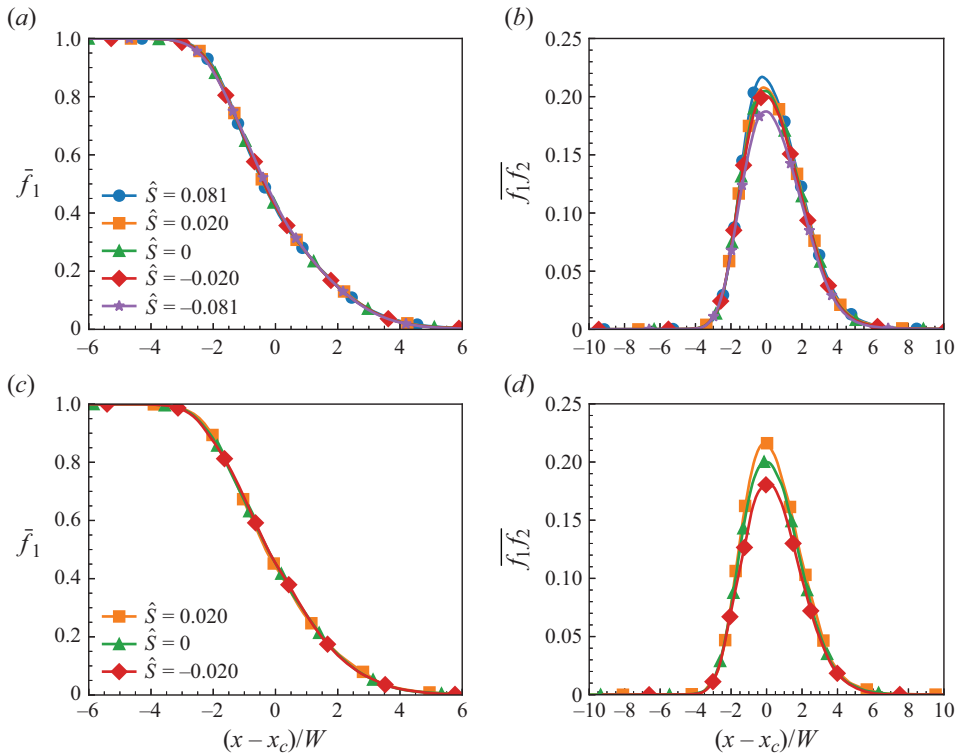 (a)
(b)
1.0
0.8
0.6
0.4
0.2
0
f̄₁
Ŝ = 0.081
Ŝ = 0.020
Ŝ = 0
Ŝ = –0.020
Ŝ = –0.081
–6 –4 –2 0 2 4 6
0.25
0.20
0.15
0.10
0.05
0
f₁f₂
–10 –8 –6 –4 –2 0 2 4 6 8 10
(c)
(d)
1.0
0.8
0.6
0.4
0.2
0
f̄₁
Ŝ = 0.020
Ŝ = 0
Ŝ = –0.020
–6 –4 –2 0 2 4 6
(x – x_c)/W
0.25
0.20
0.15
0.10
0.05
0
f₁f₂
–10 –8 –6 –4 –2 0 2 4 6 8 10
(x – x_c)/W